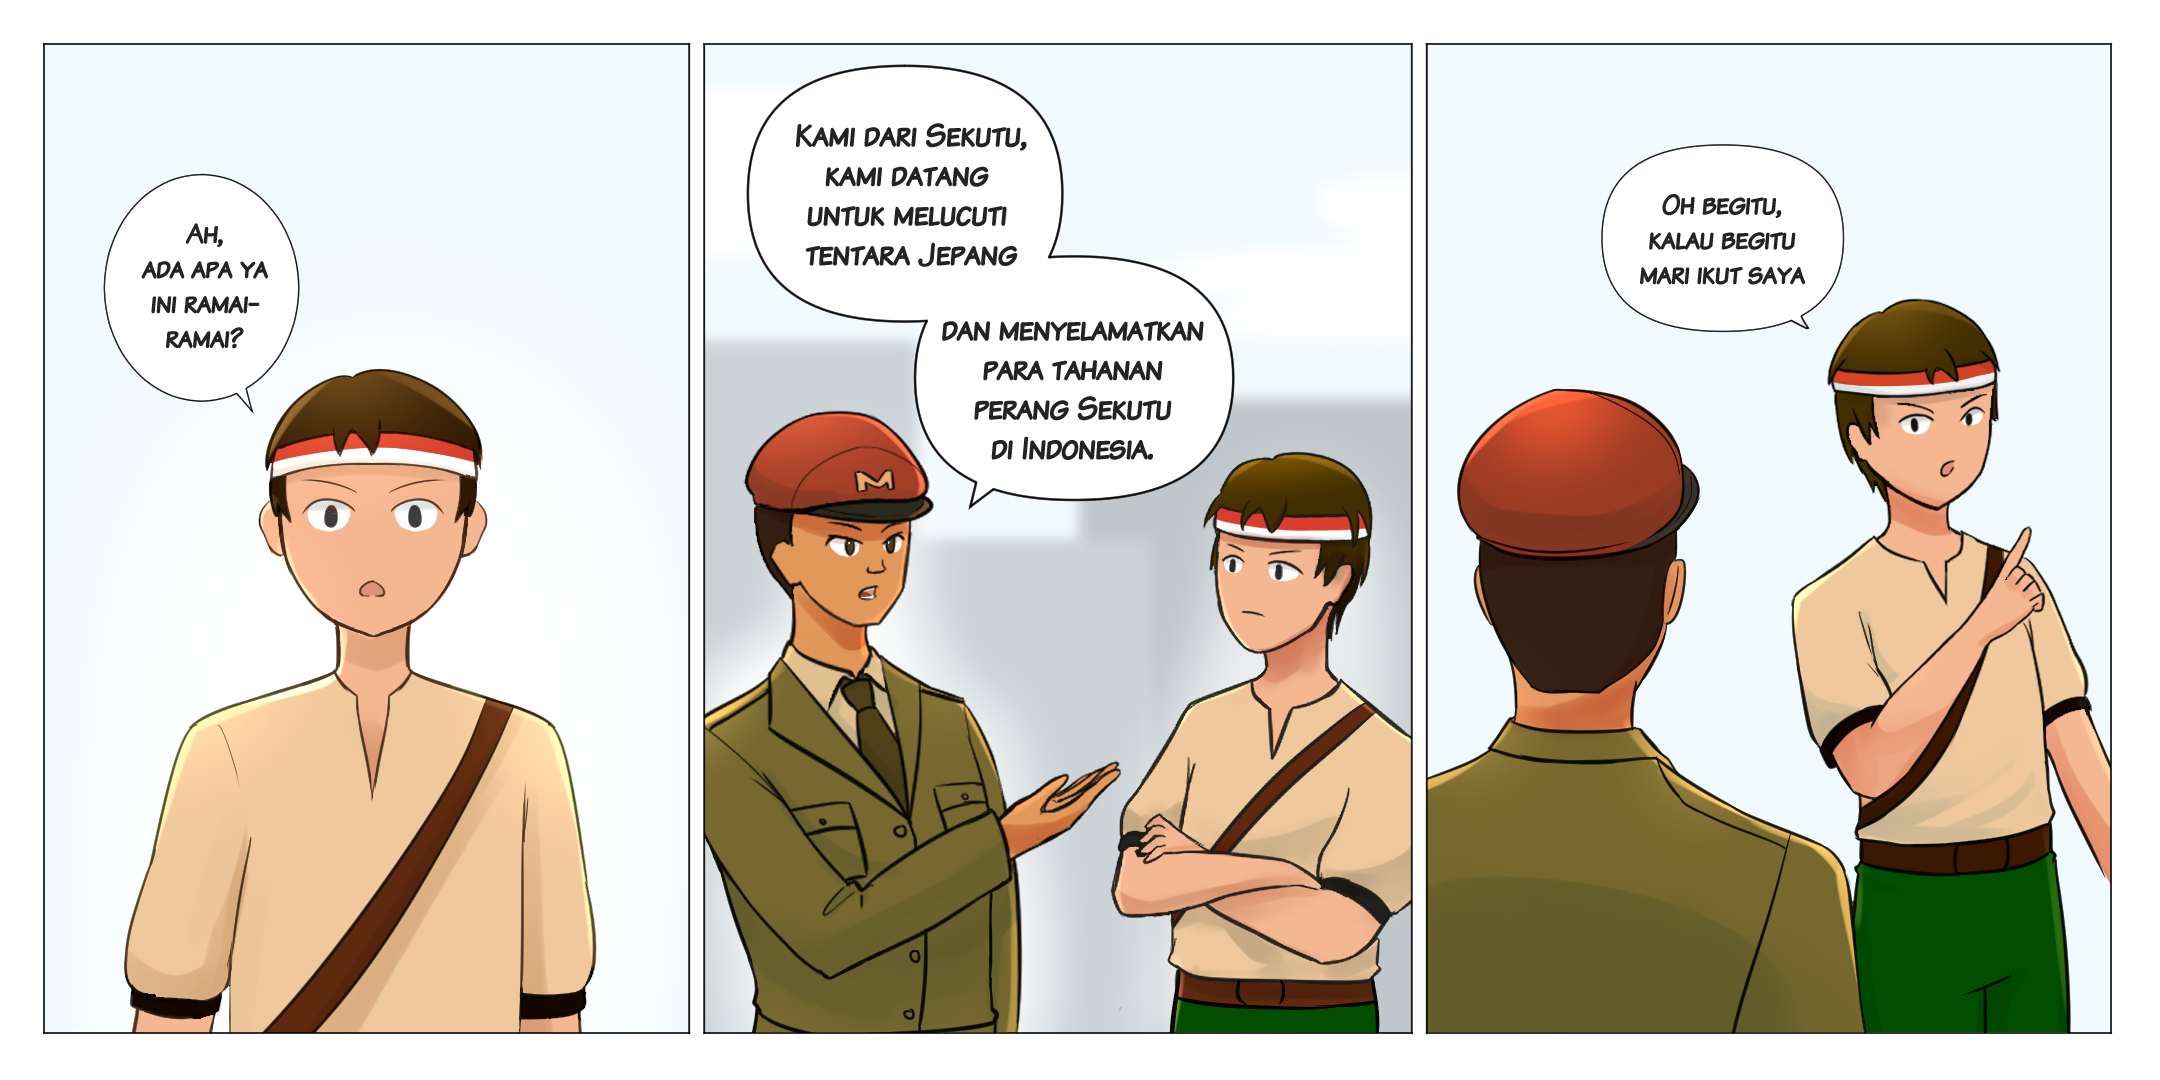 Ah,
ada apa ya
ini ramai-
ramai?
Kami dari Sekutu,
kami datang
untuk melucuti
tentara Jepang
dan menyelamatkan
para tahanan
perang Sekutu
di Indonesia.
M
Oh begitu,
kalau begitu
mari ikut saya